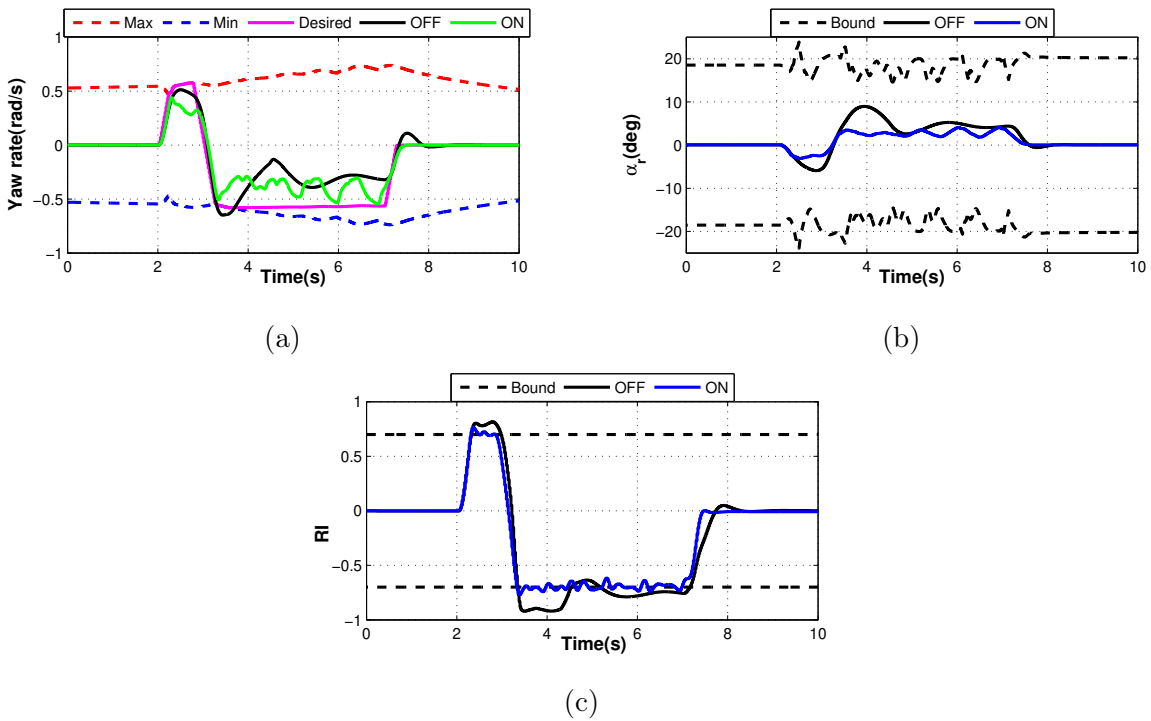 Max Min Desired OFF ON
Yaw rate(rad/s)
1
0.5
0
−0.5
−1
0 2 4 6 8 10
Time(s)
(a)
Bound OFF ON
αr(deg)
20
10
0
−10
−20
0 2 4 6 8 10
Time(s)
(b)
Bound OFF ON
RI
1
0.5
0
−0.5
−1
0 2 4 6 8 10
Time(s)
(c)